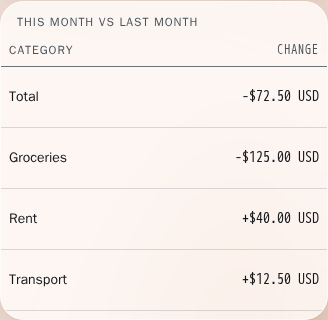 THIS MONTH VS LAST MONTH
CATEGORY CHANGE
Total -$72.50 USD
Groceries -$125.00 USD
Rent +$40.00 USD
Transport +$12.50 USD